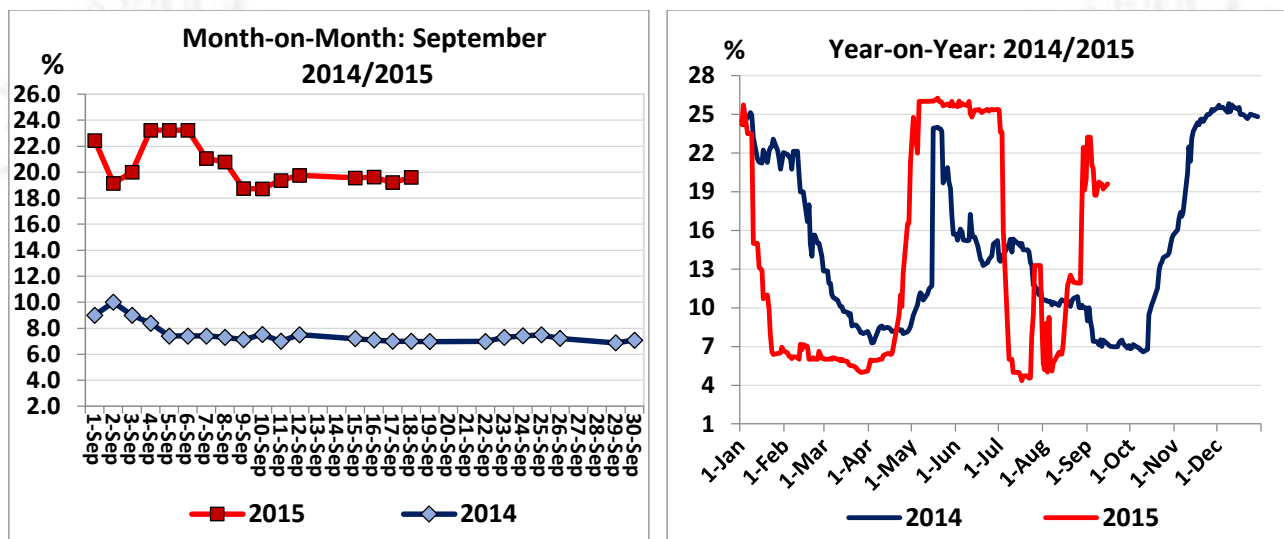 Month-on-Month: September
2014/2015
%
26.0
24.0
22.0
20.0
18.0
16.0
14.0
12.0
10.0
8.0
6.0
4.0
2.0
1-Sep
2-Sep
3-Sep
4-Sep
5-Sep
6-Sep
7-Sep
8-Sep
9-Sep
10-Sep
11-Sep
12-Sep
13-Sep
14-Sep
15-Sep
16-Sep
17-Sep
18-Sep
19-Sep
20-Sep
21-Sep
22-Sep
23-Sep
24-Sep
25-Sep
26-Sep
27-Sep
28-Sep
29-Sep
30-Sep
2015
2014
Year-on-Year: 2014/2015
%
28
25
22
19
16
13
10
7
4
1
1-Jan
1-Feb
1-Mar
1-Apr
1-May
1-Jun
1-Jul
1-Aug
1-Sep
1-Oct
1-Nov
1-Dec
2014
2015